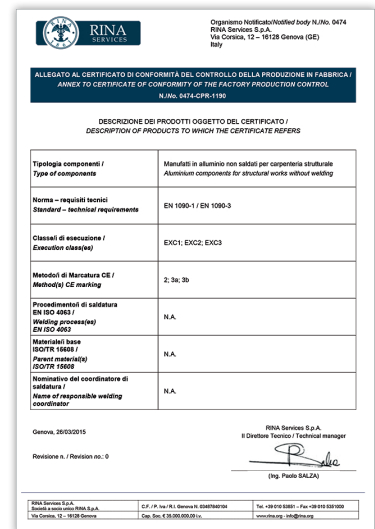 RINA
SERVICES
Organismo Notificato/Notified body N./No. 0474
RINA Services S.p.A.
Via Corsica, 12 – 16128 Genova (GE)
Italy
ALLEGATO AL CERTIFICATO DI CONFORMITÀ DEL CONTROLLO DELLA PRODUZIONE IN FABBRICA /
ANNEX TO CERTIFICATE OF CONFORMITY OF THE FACTORY PRODUCTION CONTROL
N./No. 0474-CPR-1190
DESCRIZIONE DEI PRODOTTI OGGETTO DEL CERTIFICATO /
DESCRIPTION OF PRODUCTS TO WHICH THE CERTIFICATE REFERS
Tipologia componenti /
Type of components
Manufatti in alluminio non saldati per carpenteria strutturale
Aluminium components for structural works without welding
Norma – requisiti tecnici
Standard – technical requirements
EN 1090-1 / EN 1090-3
Classe/i di esecuzione /
Execution class(es)
EXC1; EXC2; EXC3
Metodo/i di Marcatura CE /
Method(s) CE marking
2; 3a; 3b
Procedimento/i di saldatura
EN ISO 4063 /
Welding process(es)
EN ISO 4063
N.A.
Materiale/i base
ISO/TR 15608 /
Parent material(s)
ISO/TR 15608
N.A.
Nominativo del coordinatore di
saldatura /
Name of responsible welding
coordinator
N.A.
Genova, 26/03/2015
RINA Services S.p.A.
Il Direttore Tecnico / Technical manager
Revisione n. / Revision no.: 0
(Ing. Paolo SALZA)
RINA Services S.p.A.
Società a socio unico RINA S.p.A.
C.F. / P. Iva / R.I. Genova N. 03487840104
Tel. +39 010 53851 – Fax +39 010 5351000
Via Corsica, 12 – 16128 Genova
Cap. Soc. € 35.000.000,00 i.v.
www.rina.org - info@rina.org